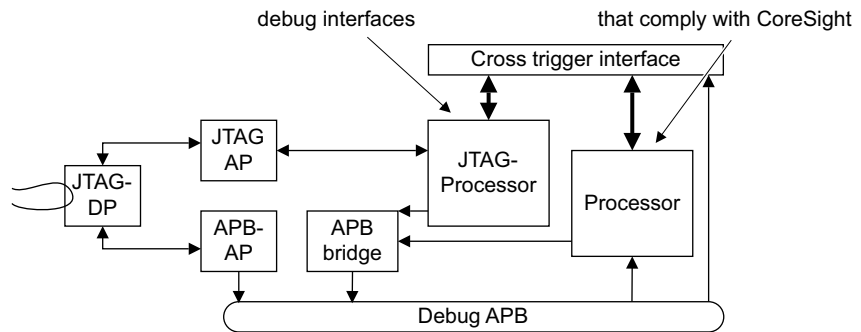 debug interfaces
that comply with CoreSight
Cross trigger interface
JTAG
AP
JTAG-
Processor
JTAG-
DP
Processor
APB-
AP
APB
bridge
Debug APB